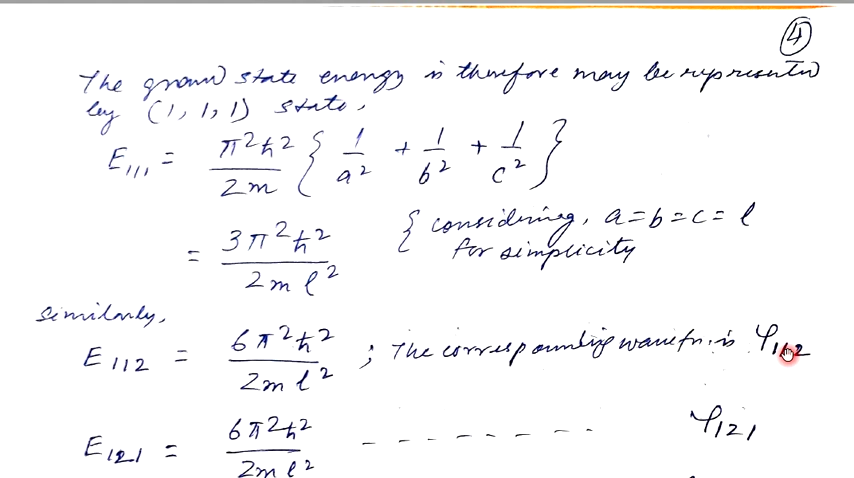 ④
The ground state energy is therefore may be represented
by (1, 1, 1) state.
E₁₁₁ = π²ħ²/2m { 1/a² + 1/b² + 1/c² }
= 3π²ħ²/2ml² { considering, a=b=c=l
for simplicity
Similarly,
E₁₁₂ = 6π²ħ²/2ml² ; The corresponding wavefn. is φ₁₁₂
E₁₂₁ = 6π²ħ²/2ml² - - - - - - - - φ₁₂₁